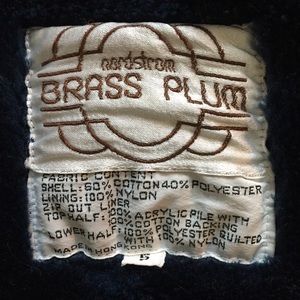 nordstrom
BRASS PLUM
FABRIC CONTENT
SHELL: 60% COTTON 40% POLYESTER
LINING: 100% NYLON
ZIP OUT LINER
TOP HALF: 100% ACRYLIC PILE WITH
100% COTTON BACKING
LOWER HALF: 100% POLYESTER QUILTED
WITH NYLON
MADE IN HONG KONG
5